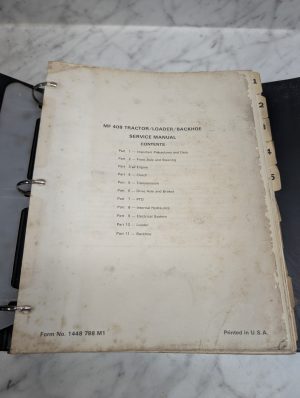 MF 40B TRACTOR/LOADER/BACKHOE
SERVICE MANUAL
CONTENTS
Part 1 — Important Precautions and Data
Part 2 — Front Axle and Steering
Part 3 — Engine
Part 4 — Clutch
Part 5 — Transmission
Part 6 — Drive Axle and Brakes
Part 7 — PTO
Part 8 — Internal Hydraulics
Part 9 — Electrical System
Part 10 — Loader
Part 11 — Backhoe
Form No. 1448 788 M1
Printed in U.S.A.
1
2
3
4
5